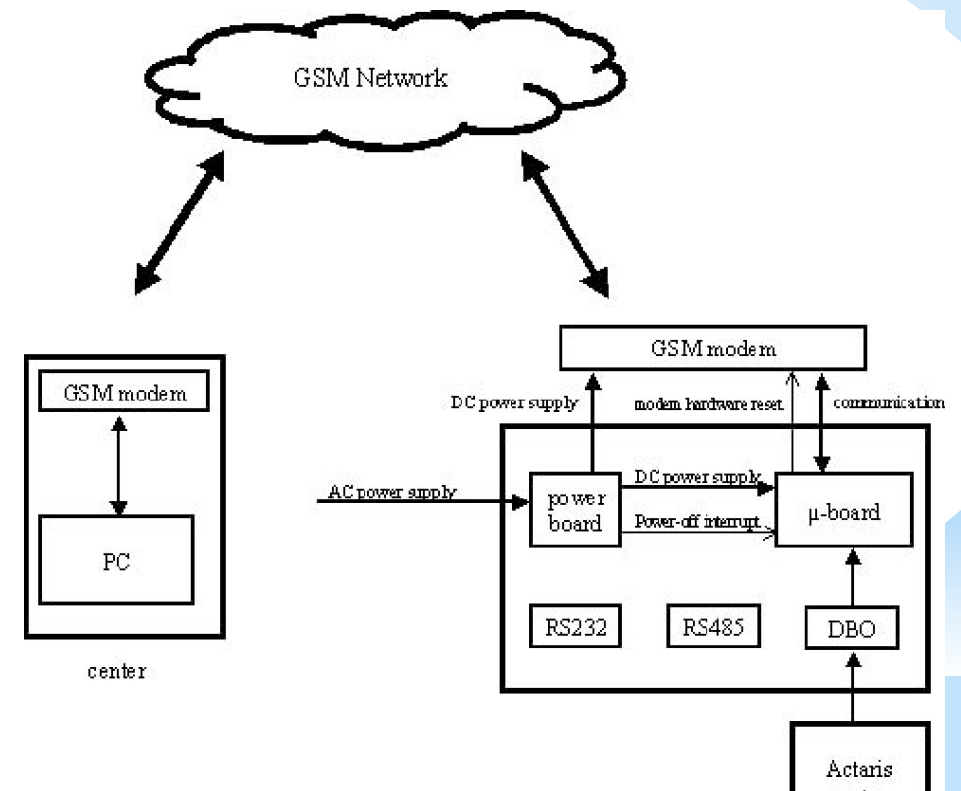 GSM Network
GSM modem
GSM modem
DC power supply
modem hardware reset
communication
AC power supply
power
board
DC power supply
Power-off interrupt
μ-board
PC
RS232
RS485
DBO
center
Actaris